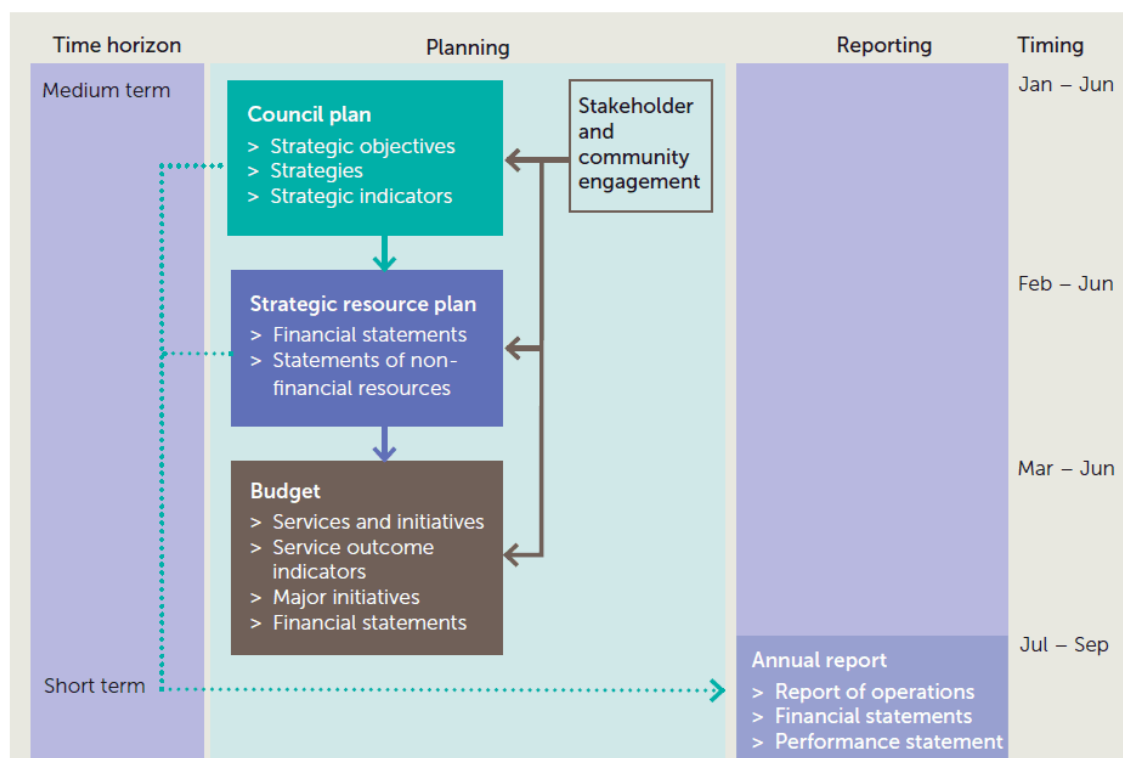 Time horizon
Planning
Reporting
Timing
Medium term
Council plan
> Strategic objectives
> Strategies
> Strategic indicators
Stakeholder
and
community
engagement
Jan – Jun
Strategic resource plan
> Financial statements
> Statements of non-
financial resources
Feb – Jun
Budget
> Services and initiatives
> Service outcome
indicators
> Major initiatives
> Financial statements
Mar – Jun
Short term
Annual report
> Report of operations
> Financial statements
> Performance statement
Jul – Sep